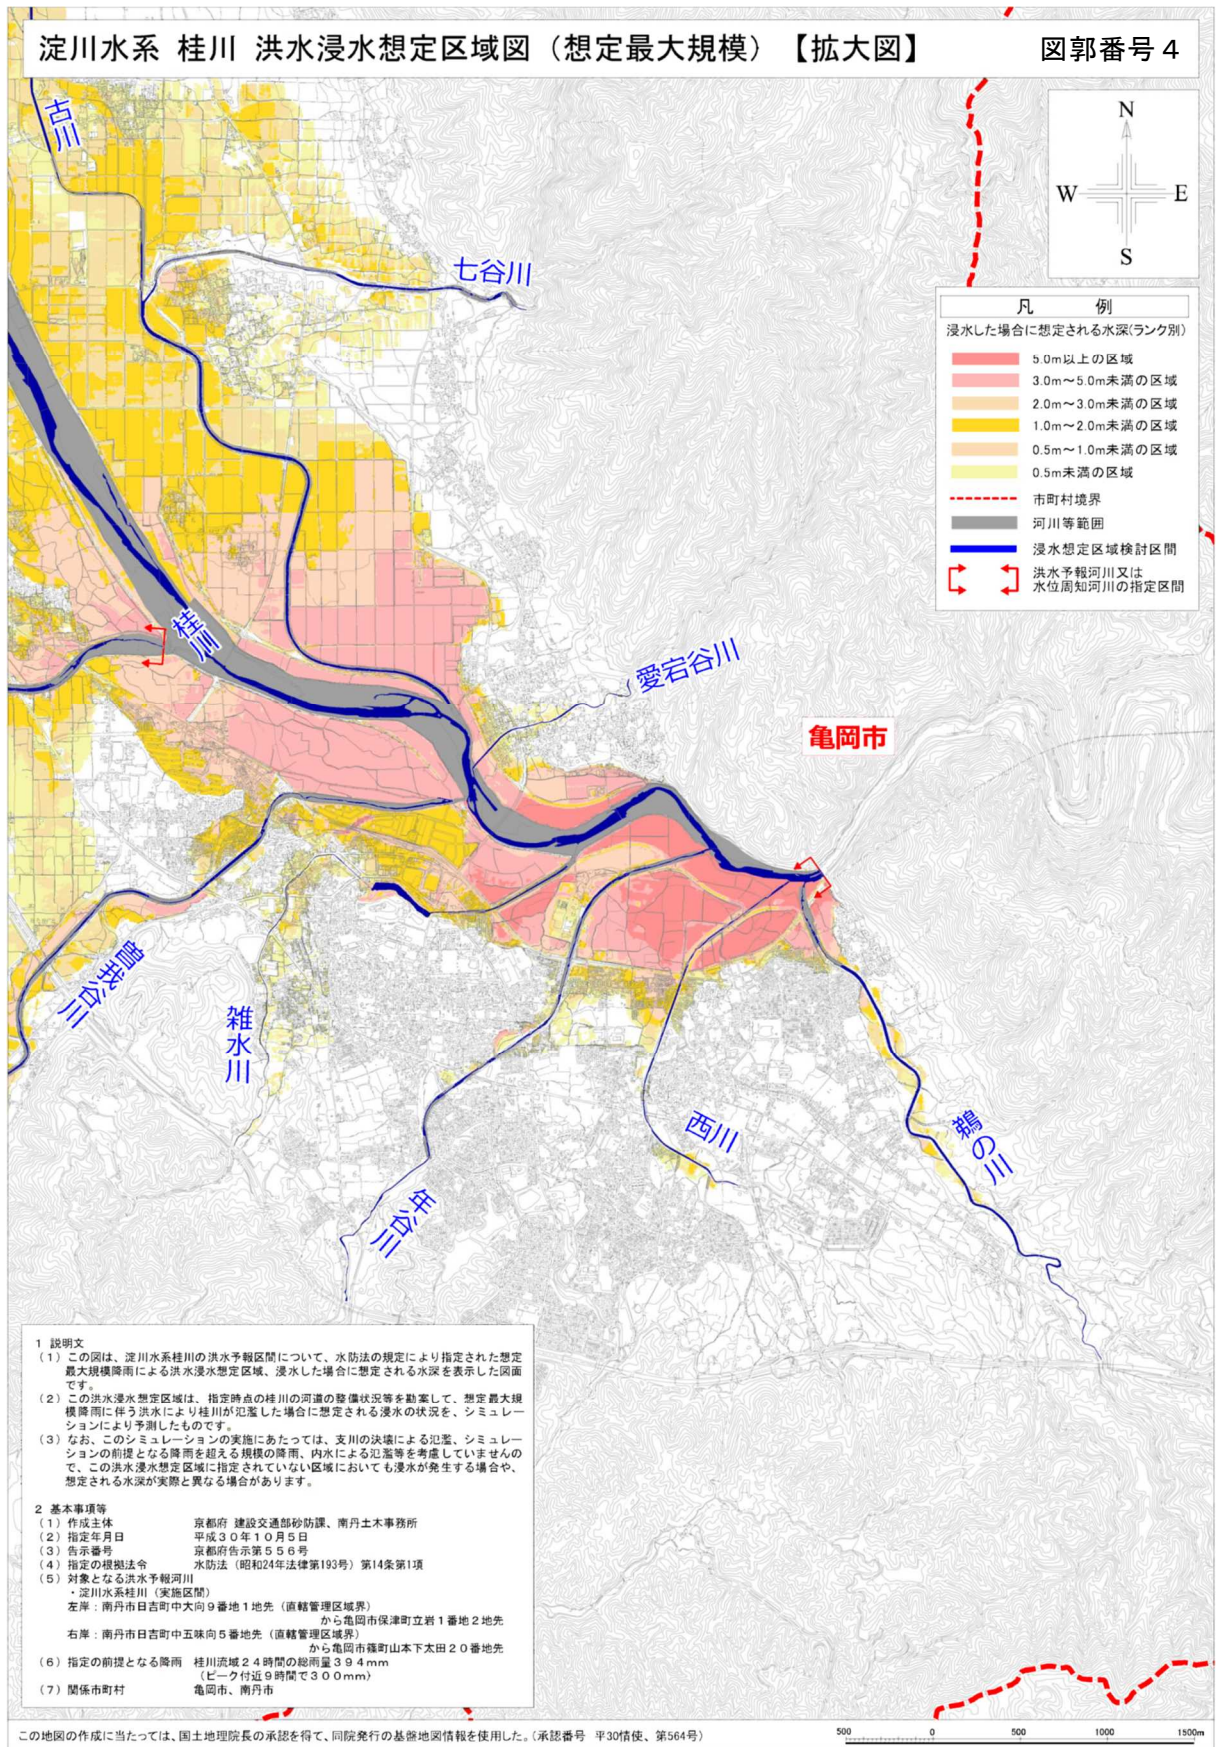 淀川水系 桂川 洪水浸水想定区域図（想定最大規模）【拡大図】 図郭番号４
古川
N
W E
S
七谷川
凡 例
浸水した場合に想定される水深(ランク別)
5.0m以上の区域
3.0m～5.0m未満の区域
2.0m～3.0m未満の区域
1.0m～2.0m未満の区域
0.5m～1.0m未満の区域
0.5m未満の区域
市町村境界
河川等範囲
浸水想定区域検討区間
洪水予報河川又は
水位周知河川の指定区間
桂川
愛宕谷川
亀岡市
曽我谷川
雑水川
西川
鵜の川
年谷川
１ 説明文
（１）この図は、淀川水系桂川の洪水予報区間について、水防法の規定により指定された想定
最大規模降雨による洪水浸水想定区域、浸水した場合に想定される水深を表示した図面
です。
（２）この洪水浸水想定区域は、指定時点の桂川の河道の整備状況等を勘案して、想定最大規
模降雨に伴う洪水により桂川が氾濫した場合に想定される浸水の状況を、シミュレー
ションにより予測したものです。
（３）なお、このシミュレーションの実施にあたっては、支川の決壊による氾濫、シミュレー
ションの前提となる降雨を超える規模の降雨、内水による氾濫等を考慮していませんの
で、この洪水浸水想定区域に指定されていない区域においても浸水が発生する場合や、
想定される水深が実際と異なる場合があります。
２ 基本事項等
（１）作成主体 京都府 建設交通部砂防課、南丹土木事務所
（２）指定年月日 平成３０年１０月５日
（３）告示番号 京都府告示第５５６号
（４）指定の根拠法令 水防法（昭和24年法律第193号）第14条第1項
（５）対象となる洪水予報河川
・淀川水系桂川（実施区間）
左岸：南丹市日吉町中大向９番地１地先（直轄管理区域界）
から亀岡市保津町立岩１番地２地先
右岸：南丹市日吉町中五味向５番地先（直轄管理区域界）
から亀岡市篠町山本下太田２０番地先
（６）指定の前提となる降雨 桂川流域２４時間の総雨量３９４mm
（ピーク付近９時間で３００mm）
（７）関係市町村 亀岡市、南丹市
この地図の作成に当たっては、国土地理院長の承認を得て、同院発行の基盤地図情報を使用した。（承認番号 平30情使、第564号）
500 0 500 1000 1500m